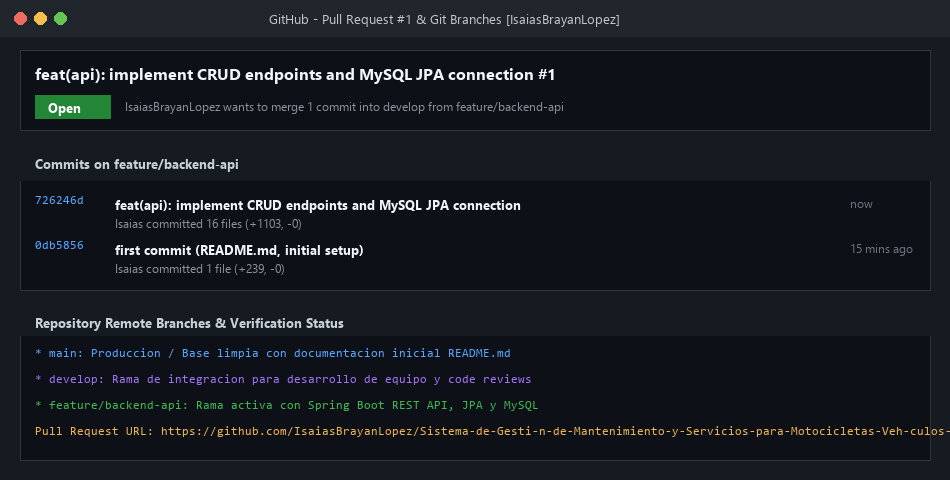 GitHub - Pull Request #1 & Git Branches [IsaiasBrayanLopez]
feat(api): implement CRUD endpoints and MySQL JPA connection #1
Open IsaiasBrayanLopez wants to merge 1 commit into develop from feature/backend-api
Commits on feature/backend-api
726246d feat(api): implement CRUD endpoints and MySQL JPA connection now
Isaias committed 16 files (+1103, -0)
0db5856 first commit (README.md, initial setup) 15 mins ago
Isaias committed 1 file (+239, -0)
Repository Remote Branches & Verification Status
* main: Produccion / Base limpia con documentacion inicial README.md
* develop: Rama de integracion para desarrollo de equipo y code reviews
* feature/backend-api: Rama activa con Spring Boot REST API, JPA y MySQL
Pull Request URL: https://github.com/IsaiasBrayanLopez/Sistema-de-Gesti-n-de-Mantenimiento-y-Servicios-para-Motocicletas-Veh-culos-